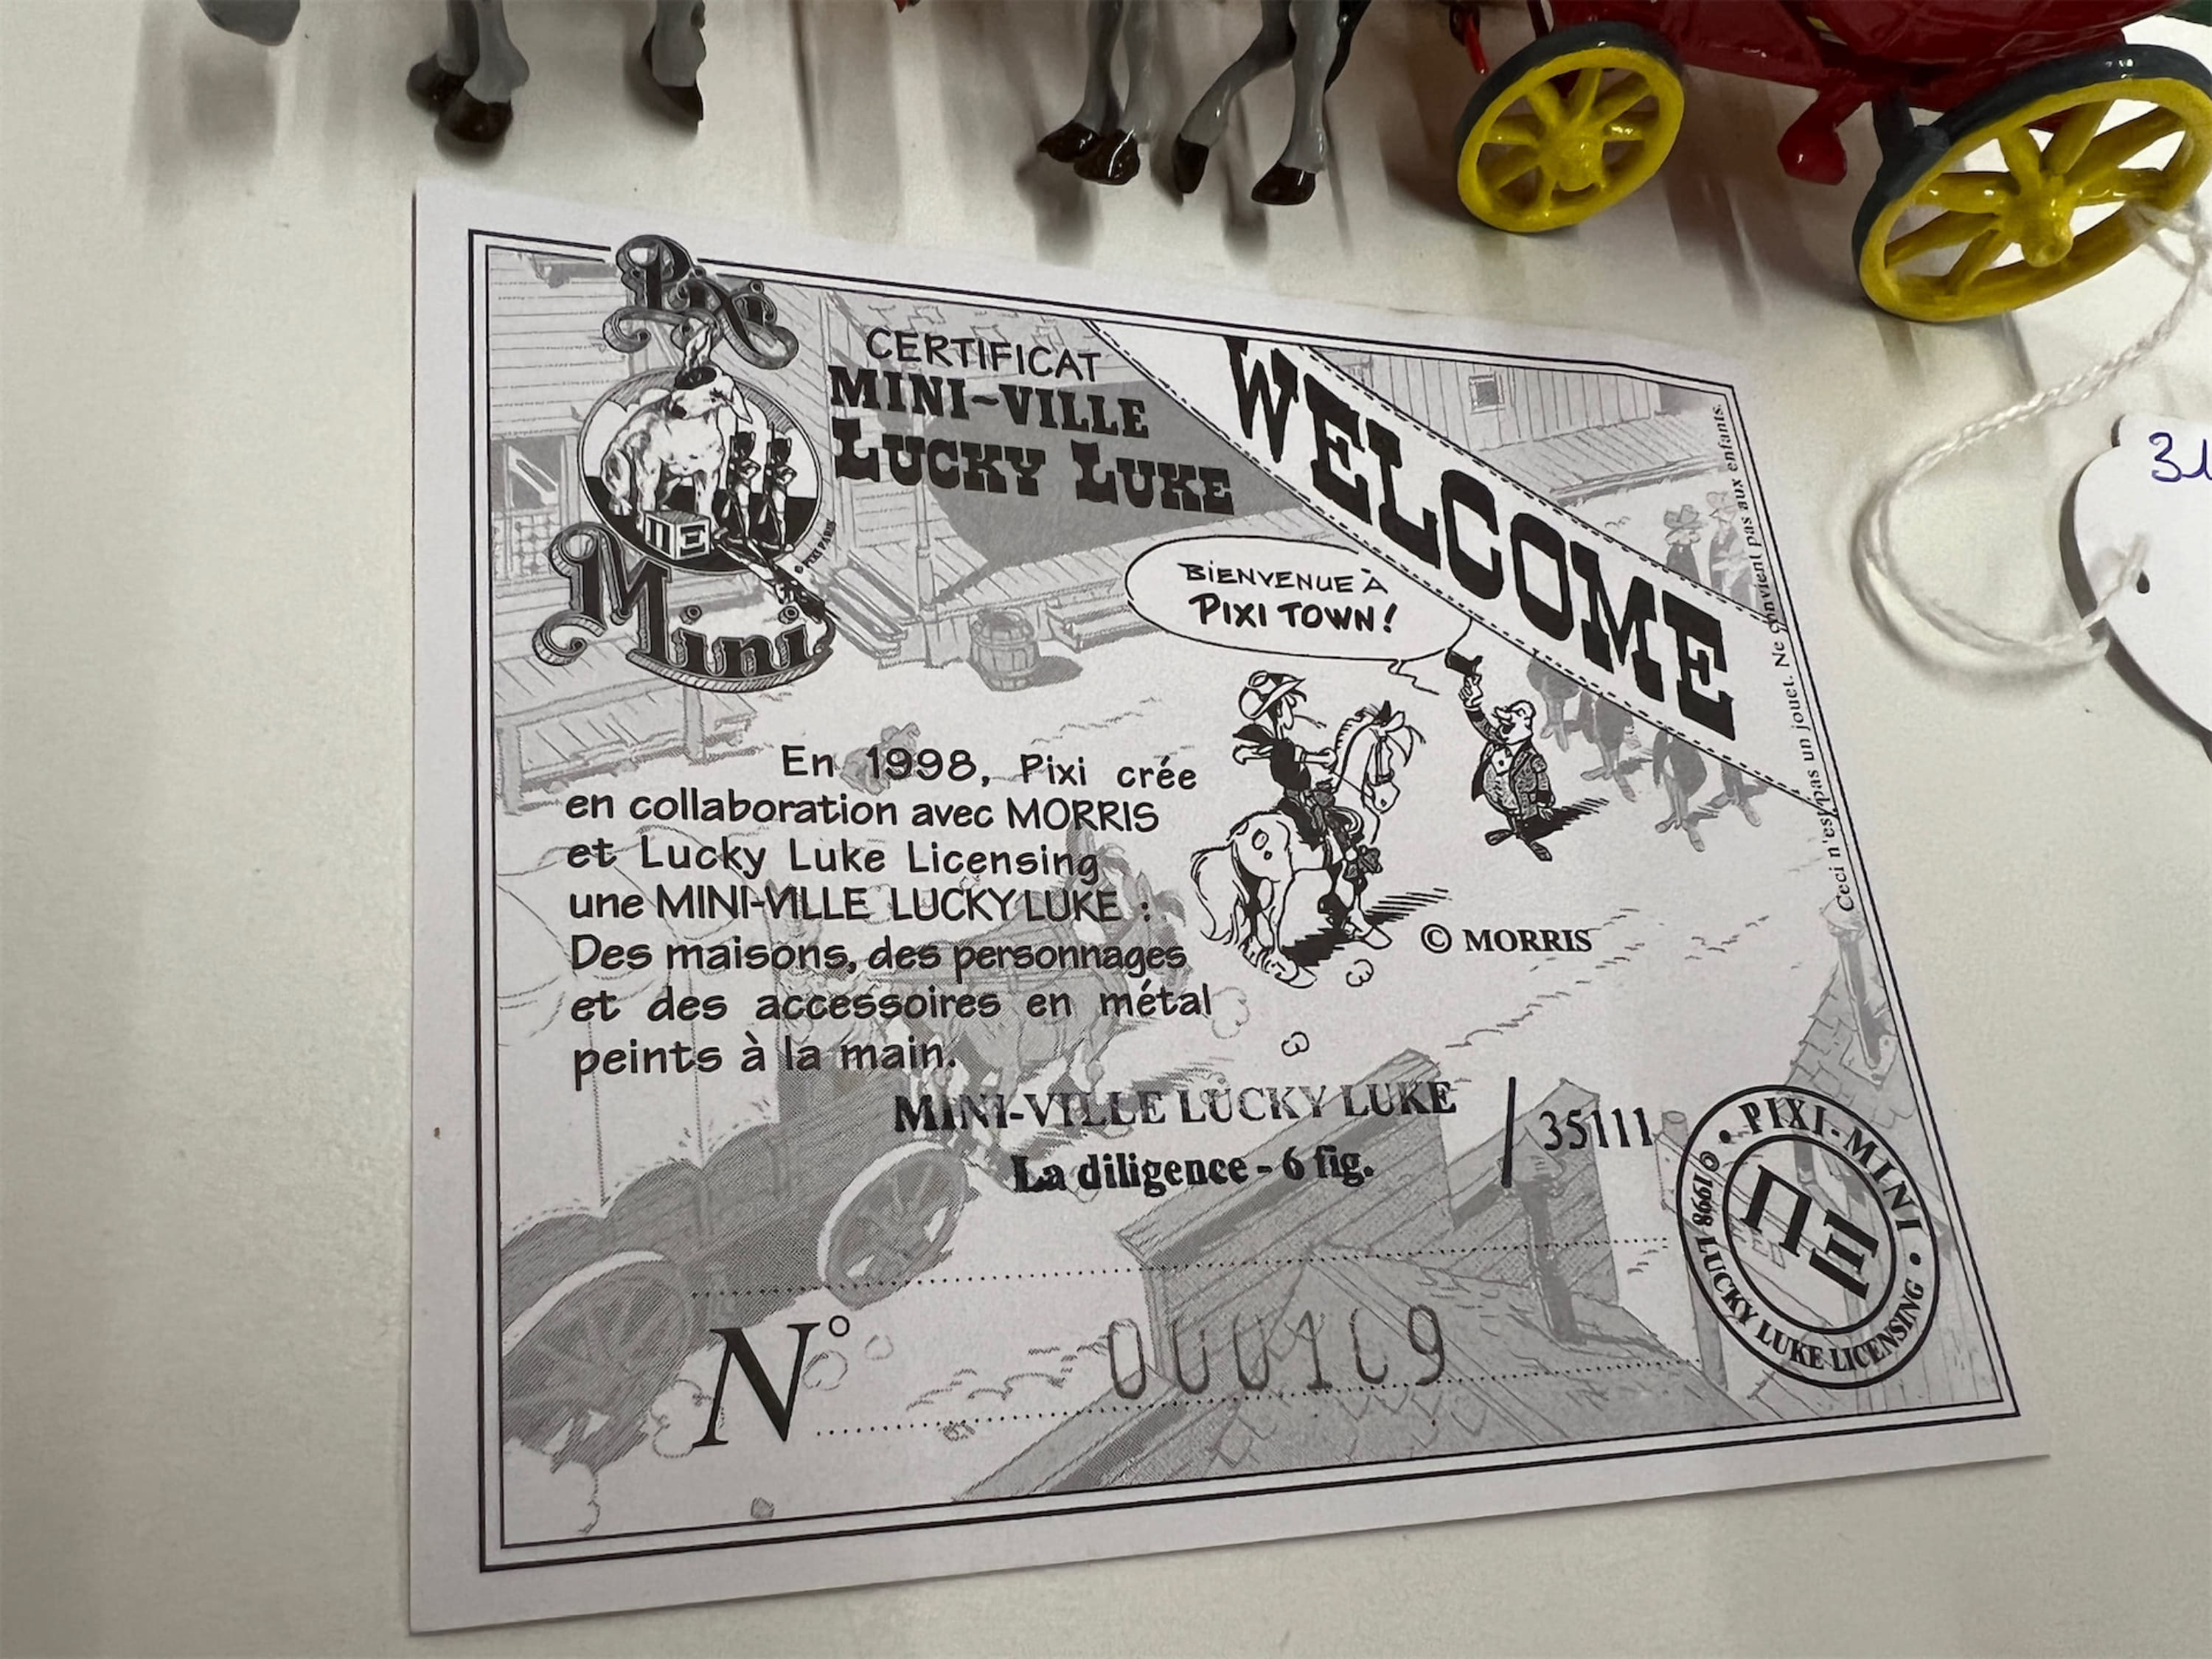 Pixi
Mini
© PIXI PARIS
CERTIFICAT
MINI-VILLE
LUCKY LUKE
WELCOME
BIENVENUE À
PIXI TOWN!
En 1998, Pixi crée
en collaboration avec MORRIS
et Lucky Luke Licensing
une MINI-VILLE LUCKY LUKE :
Des maisons, des personnages
et des accessoires en métal
peints à la main.
© MORRIS
Ceci n'est pas un jouet. Ne convient pas aux enfants.
MINI-VILLE LUCKY LUKE / 35111
La diligence - 6 fig.
N° 000109
• PIXI-MINI •
©1998 LUCKY LUKE LICENSING